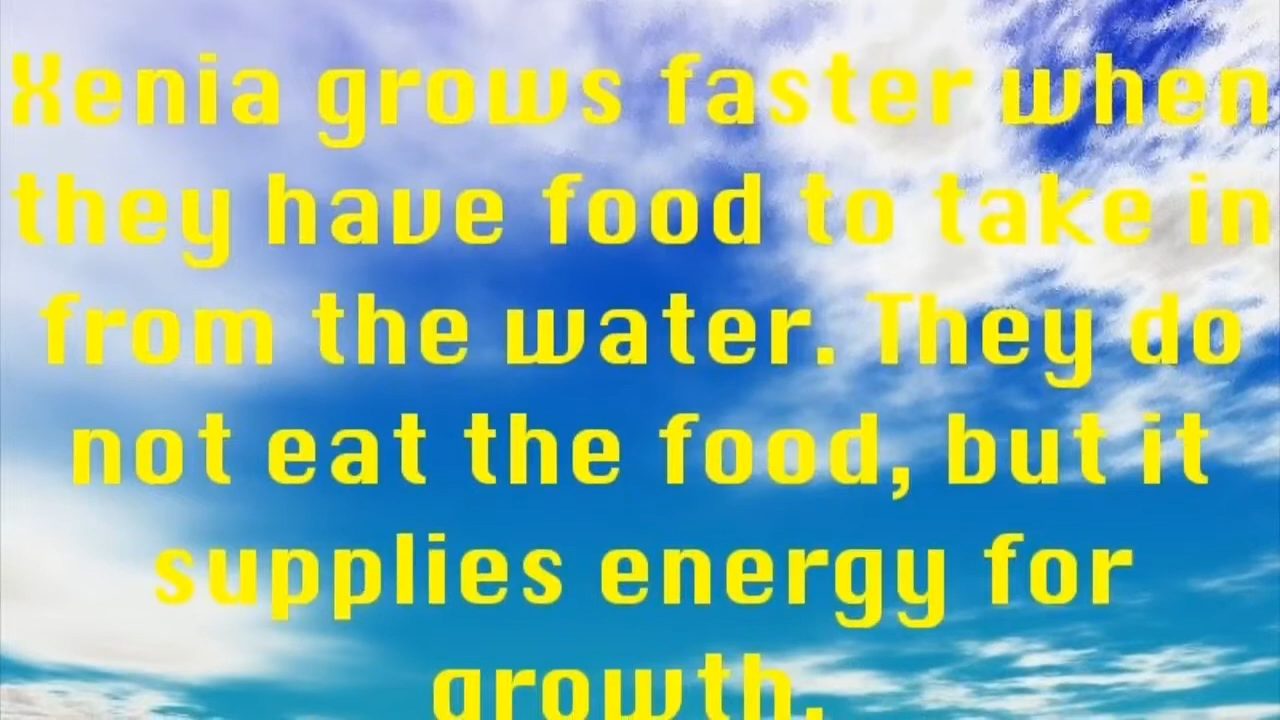 Xenia grows faster when
they have food to take in
from the water. They do
not eat the food, but it
supplies energy for
growth.